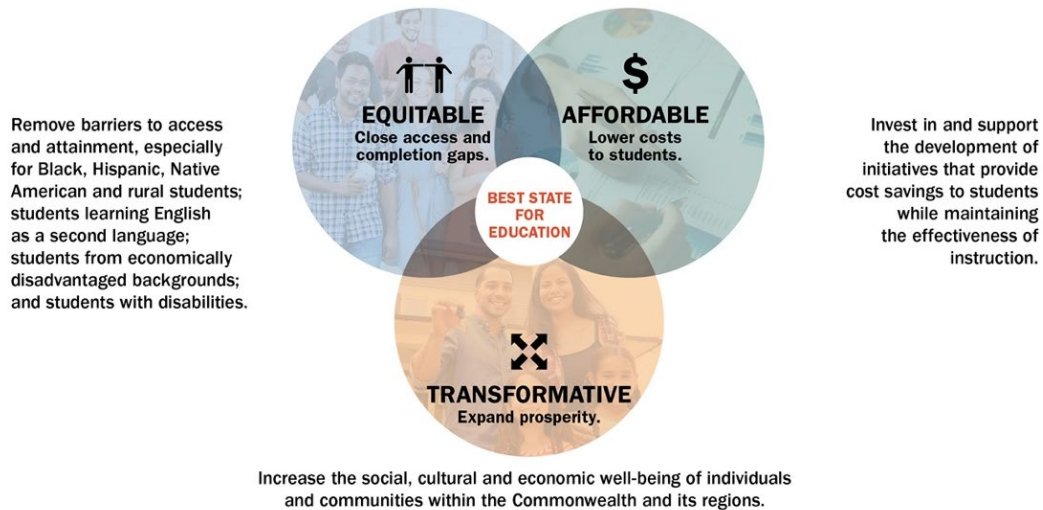 EQUITABLE
Close access and
completion gaps.
$
AFFORDABLE
Lower costs
to students.
Remove barriers to access
and attainment, especially
for Black, Hispanic, Native
American and rural students;
students learning English
as a second language;
students from economically
disadvantaged backgrounds;
and students with disabilities.
BEST STATE
FOR
EDUCATION
Invest in and support
the development of
initiatives that provide
cost savings to students
while maintaining
the effectiveness of
instruction.
TRANSFORMATIVE
Expand prosperity.
Increase the social, cultural and economic well-being of individuals
and communities within the Commonwealth and its regions.